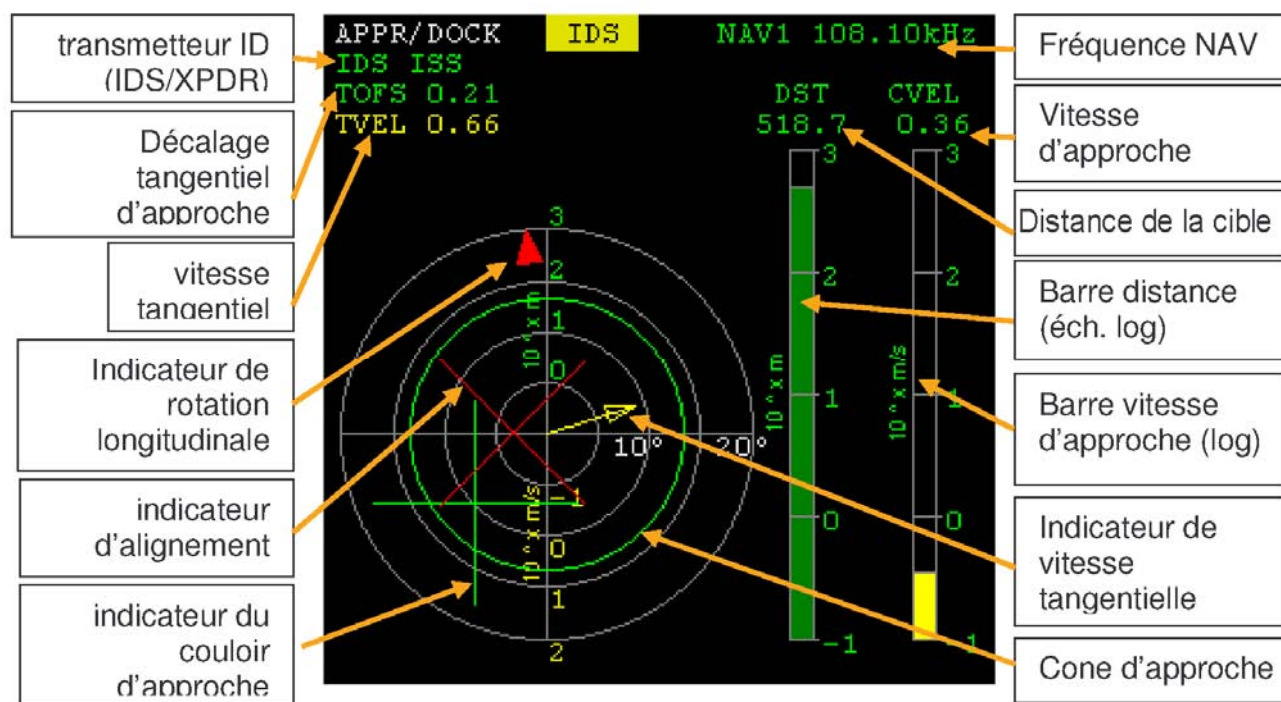 transmetteur ID
(IDS/XPDR)
Décalage
tangentiel
d'approche
vitesse
tangentiel
Indicateur de
rotation
longitudinale
indicateur
d'alignement
indicateur du
couloir
d'approche
APPR/DOCK IDS NAV1 108.10kHz
IDS ISS
TOFS 0.21
TVEL 0.66
DST CVEL
518.7 0.36
3
2
1
0
10^x m
10° 20°
-1
0
1
2
10^x m/s
3
2
1
0
-1
10^x m
3
2
1
0
-1
10^x m/s
Fréquence NAV
Vitesse
d'approche
Distance de la cible
Barre distance
(éch. log)
Barre vitesse
d'approche (log)
Indicateur de
vitesse
tangentielle
Cone d'approche